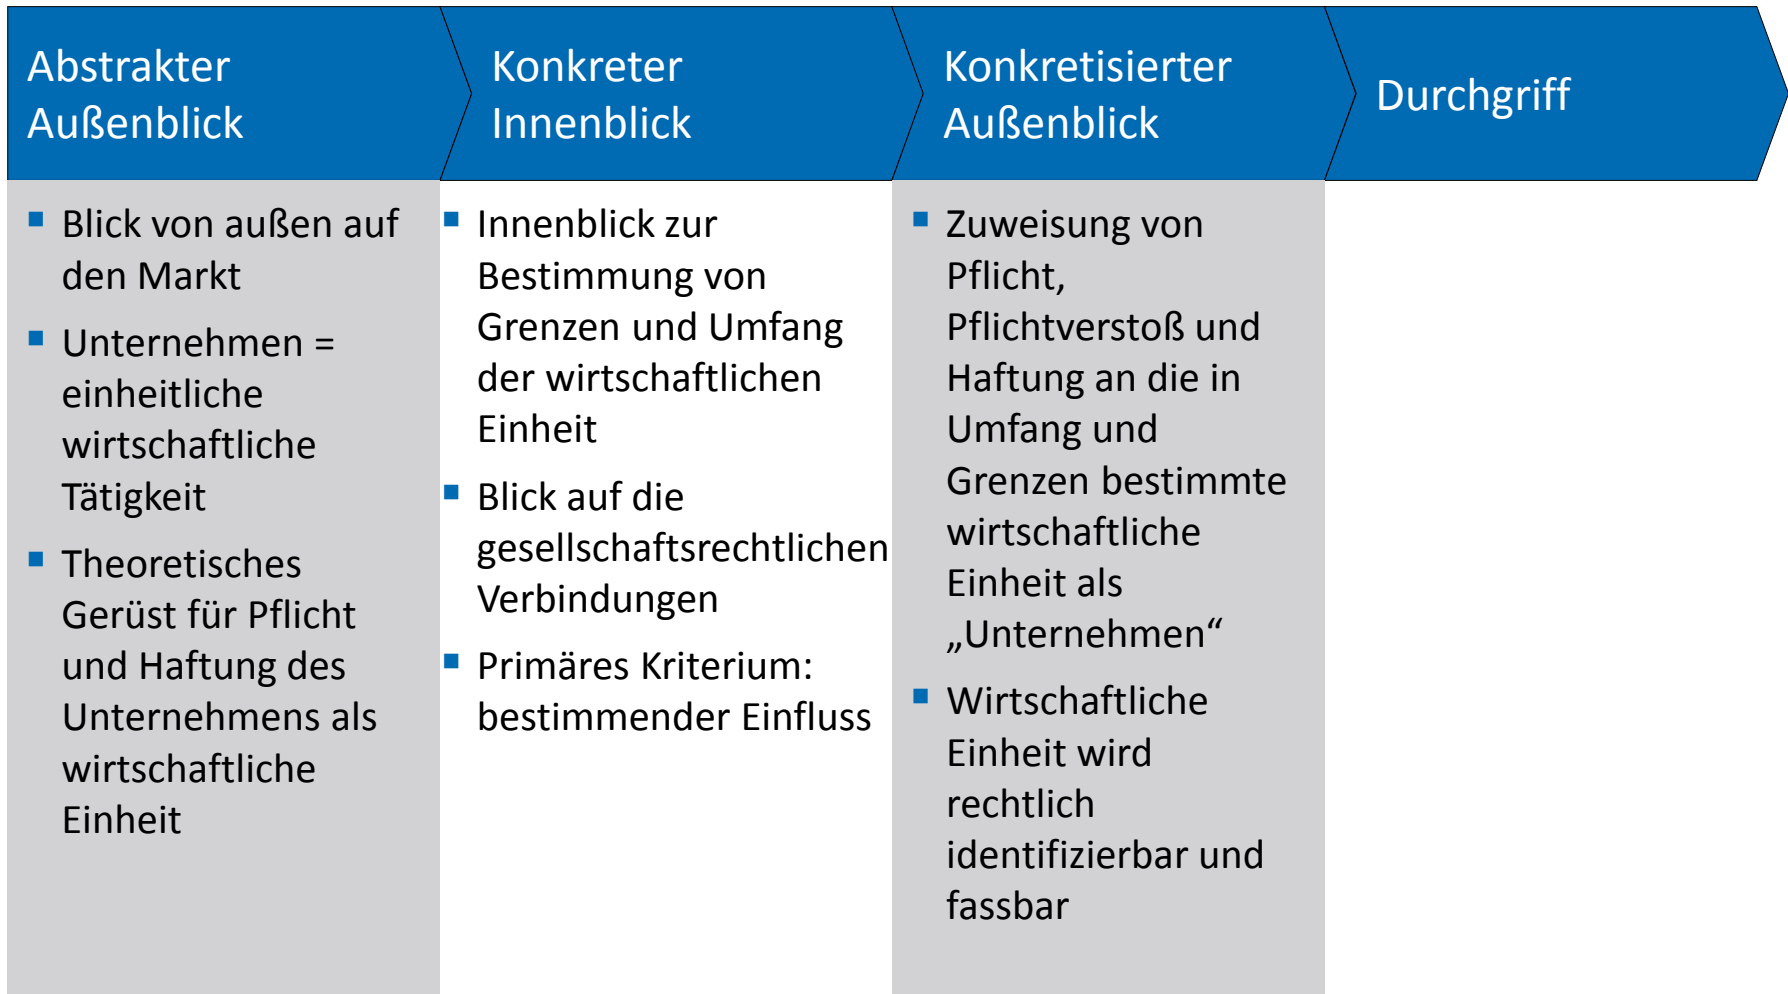 Abstrakter
Außenblick
Konkreter
Innenblick
Konkretisierter
Außenblick
Durchgriff
▪ Blick von außen auf
den Markt
▪ Unternehmen =
einheitliche
wirtschaftliche
Tätigkeit
▪ Theoretisches
Gerüst für Pflicht
und Haftung des
Unternehmens als
wirtschaftliche
Einheit
▪ Innenblick zur
Bestimmung von
Grenzen und Umfang
der wirtschaftlichen
Einheit
▪ Blick auf die
gesellschaftsrechtlichen
Verbindungen
▪ Primäres Kriterium:
bestimmender Einfluss
▪ Zuweisung von
Pflicht,
Pflichtverstoß und
Haftung an die in
Umfang und
Grenzen bestimmte
wirtschaftliche
Einheit als
„Unternehmen“
▪ Wirtschaftliche
Einheit wird
rechtlich
identifizierbar und
fassbar